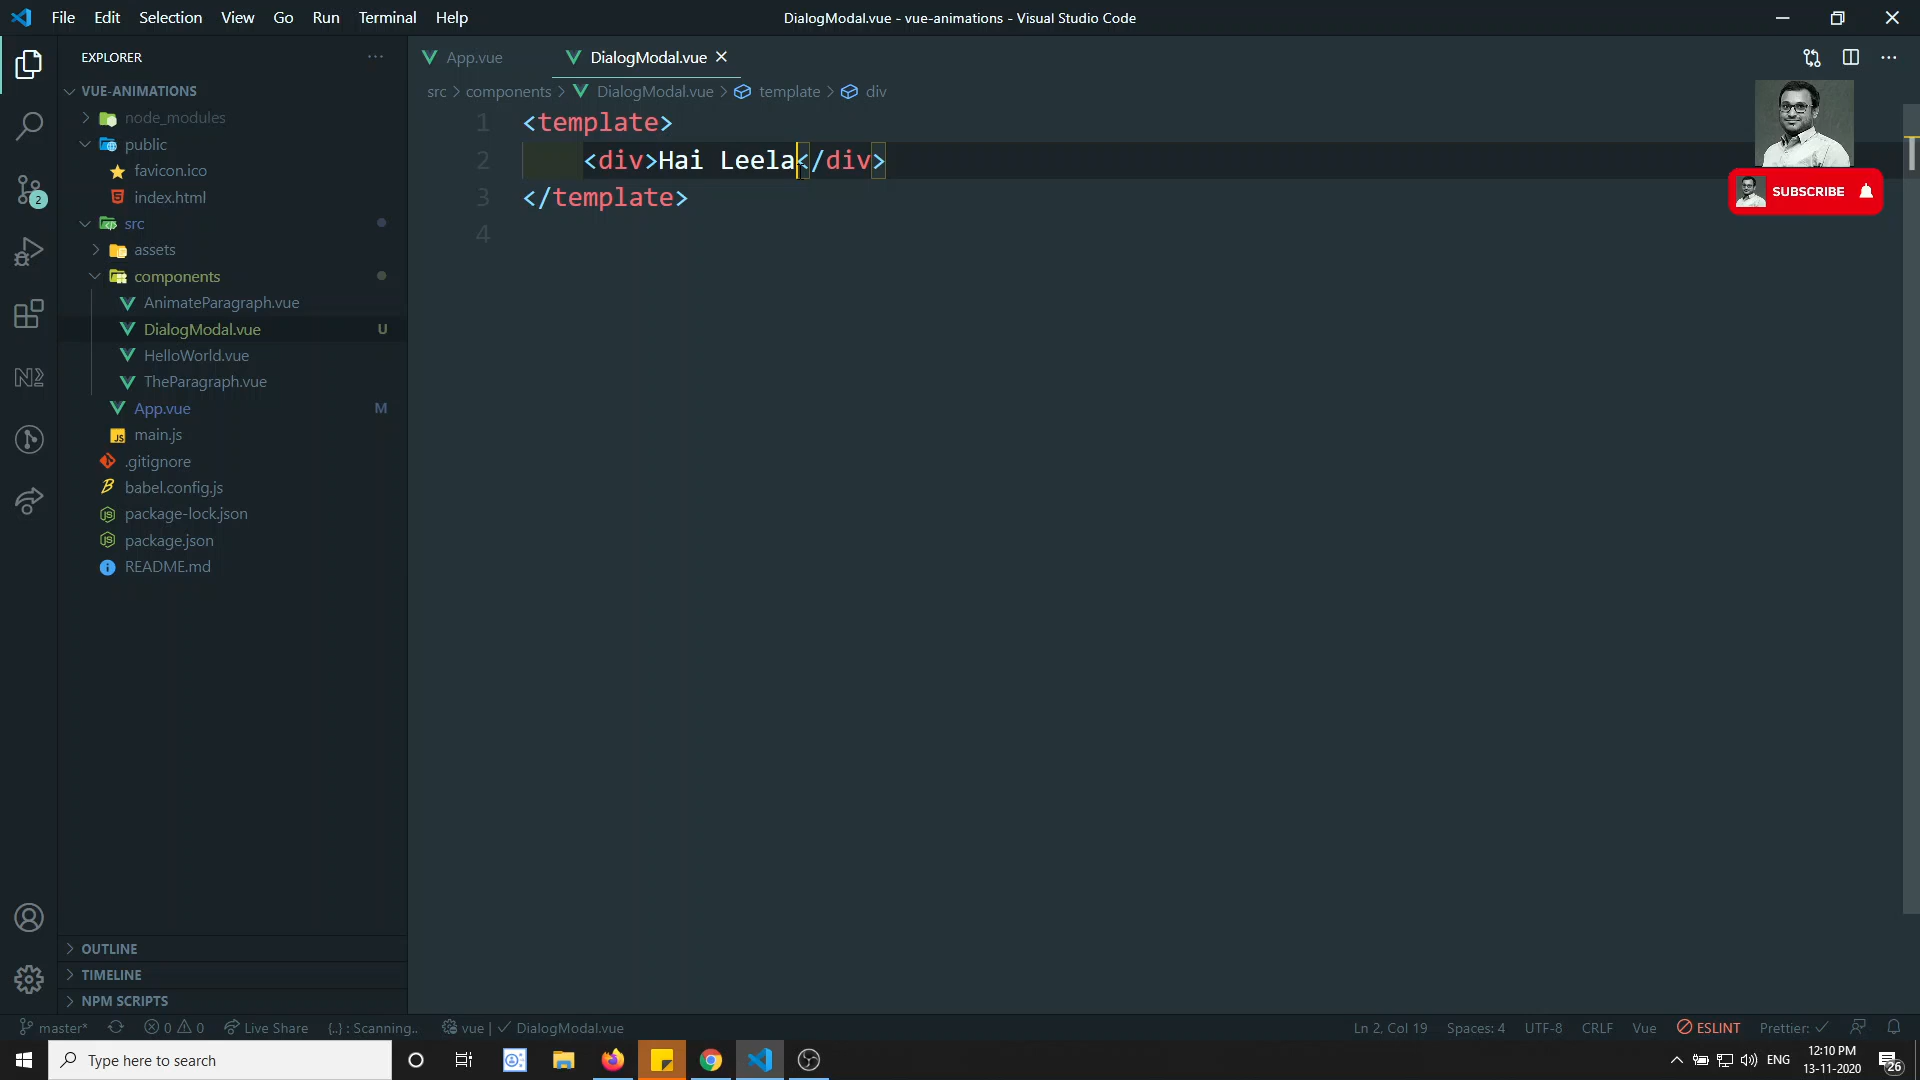 File Edit Selection View Go Run Terminal Help
DialogModal.vue - vue-animations - Visual Studio Code
EXPLORER
VUE-ANIMATIONS
node_modules
public
favicon.ico
index.html
src
assets
components
AnimateParagraph.vue
DialogModal.vue U
HelloWorld.vue
TheParagraph.vue
App.vue M
main.js
.gitignore
babel.config.js
package-lock.json
package.json
README.md
OUTLINE
TIMELINE
NPM SCRIPTS
2
App.vue DialogModal.vue
src > components > DialogModal.vue > template > div
1 <template>
2 <div>Hai Leela</div>
3 </template>
4
SUBSCRIBE
master* 0 0 Live Share {..} : Scanning.. vue | DialogModal.vue
Ln 2, Col 19 Spaces: 4 UTF-8 CRLF Vue ESLINT Prettier:
Type here to search
ENG
12:10 PM
13-11-2020
26